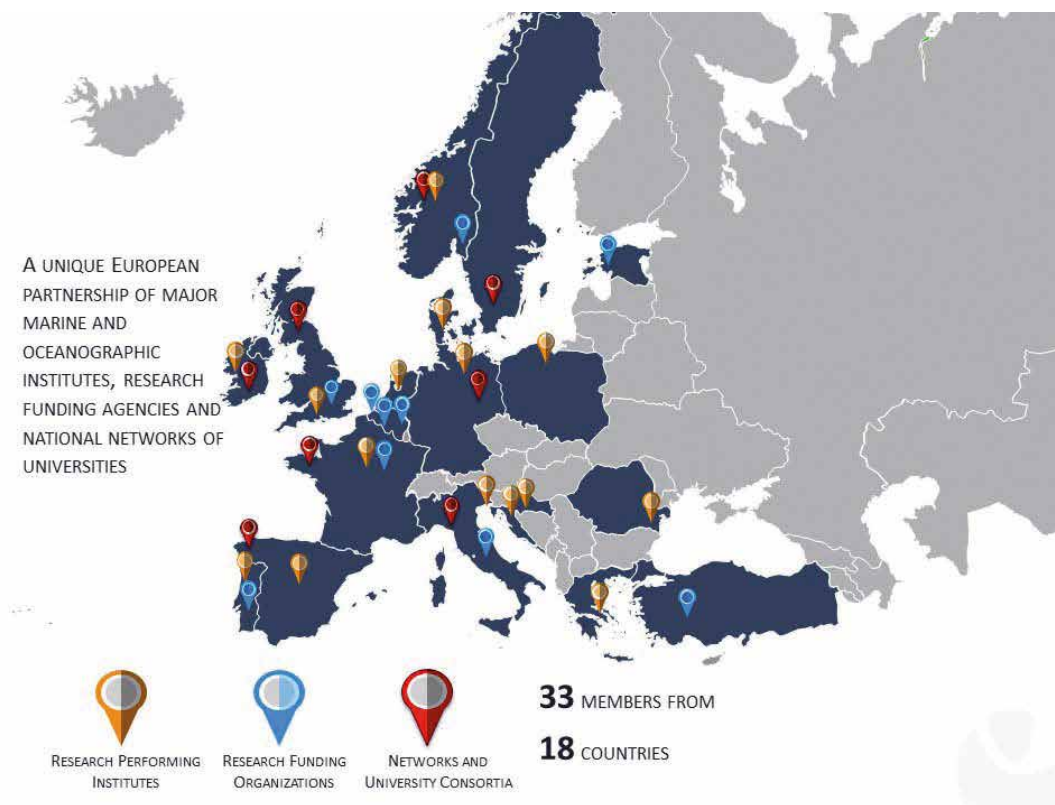 A UNIQUE EUROPEAN
PARTNERSHIP OF MAJOR
MARINE AND
OCEANOGRAPHIC
INSTITUTES, RESEARCH
FUNDING AGENCIES AND
NATIONAL NETWORKS OF
UNIVERSITIES
RESEARCH PERFORMING
INSTITUTES
RESEARCH FUNDING
ORGANIZATIONS
NETWORKS AND
UNIVERSITY CONSORTIA
33 MEMBERS FROM
18 COUNTRIES